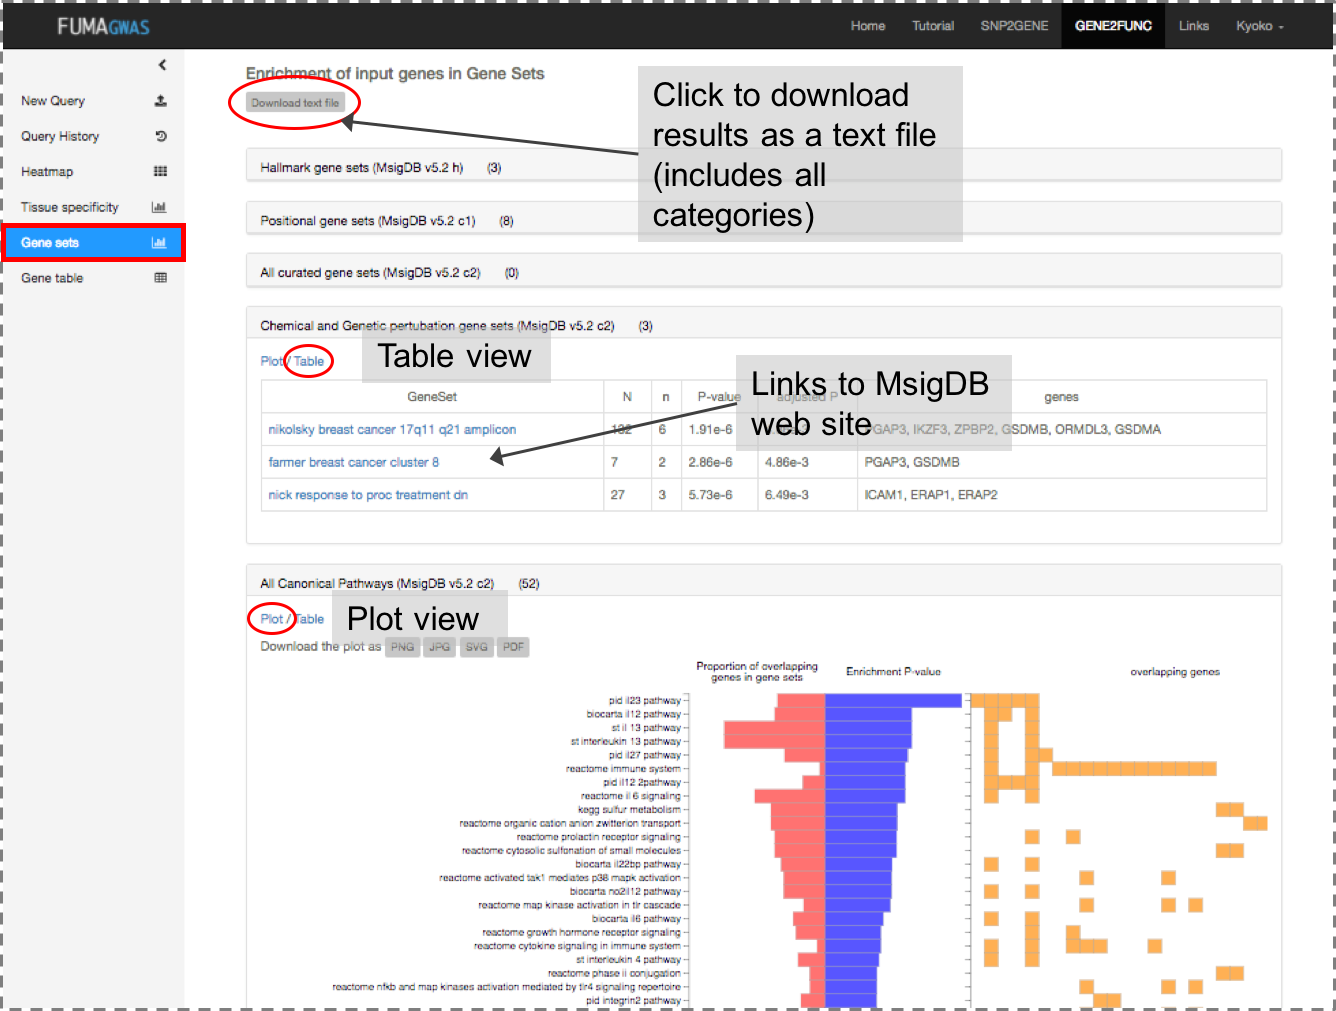 FUMAGWAS
Home Tutorial SNP2GENE GENE2FUNC Links Kyoko
New Query
Query History
Heatmap
Tissue specificity
Gene sets
Gene table
Enrichment of input genes in Gene Sets
Download text file
Click to download
results as a text file
(includes all
categories)
Hallmark gene sets (MsigDB v5.2 h) (3)
Positional gene sets (MsigDB v5.2 c1) (8)
All curated gene sets (MsigDB v5.2 c2) (0)
Chemical and Genetic pertubation gene sets (MsigDB v5.2 c2) (3)
Plot / Table
Table view
Links to MsigDB
web site
GeneSet N n P-value adjusted P genes
nikolsky breast cancer 17q11 q21 amplicon 132 6 1.91e-6 PGAP3, IKZF3, ZPBP2, GSDMB, ORMDL3, GSDMA
farmer breast cancer cluster 8 7 2 2.86e-6 4.86e-3 PGAP3, GSDMB
nick response to proc treatment dn 27 3 5.73e-6 6.49e-3 ICAM1, ERAP1, ERAP2
All Canonical Pathways (MsigDB v5.2 c2) (52)
Plot / Table
Plot view
Download the plot as PNG JPG SVG PDF
Proportion of overlapping
genes in gene sets
Enrichment P-value
overlapping genes
pid il23 pathway
biocarta il12 pathway
st il 13 pathway
st interleukin 13 pathway
pid il27 pathway
reactome immune system
pid il12 2pathway
reactome il 6 signaling
kegg sulfur metabolism
reactome organic cation anion zwitterion transport
reactome prolactin receptor signaling
reactome cytosolic sulfonation of small molecules
biocarta il22bp pathway
reactome activated tak1 mediates p38 mapk activation
biocarta no2il12 pathway
reactome map kinase activation in tlr cascade
biocarta il6 pathway
reactome growth hormone receptor signaling
reactome cytokine signaling in immune system
st interleukin 4 pathway
reactome phase ii conjugation
reactome nfkb and map kinases activation mediated by tlr4 signaling repertoire
pid integrin2 pathway